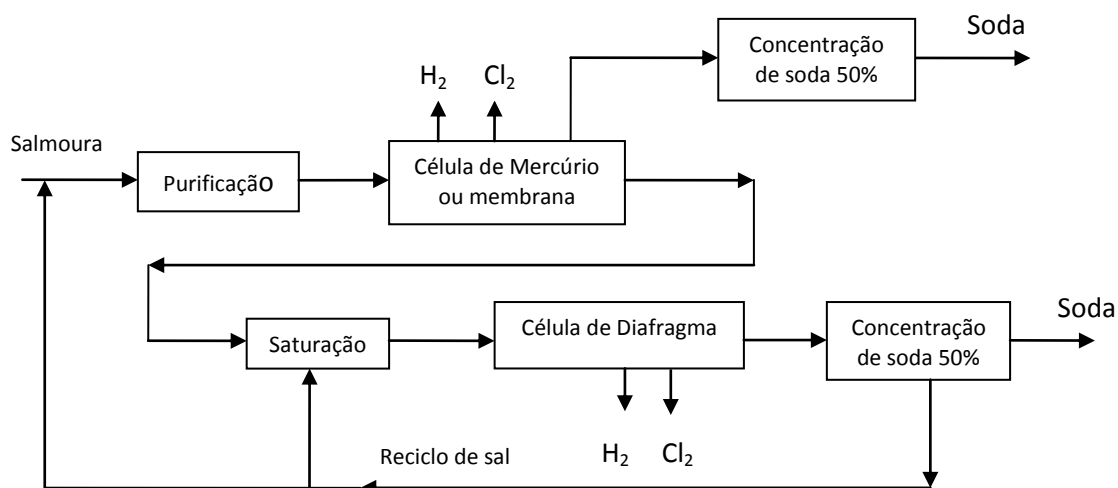 Soda
Concentração
de soda 50%
H₂ Cl₂
Salmoura
Purificação
Célula de Mercúrio
ou membrana
Soda
Célula de Diafragma
Concentração
de soda 50%
Saturação
H₂ Cl₂
Reciclo de sal